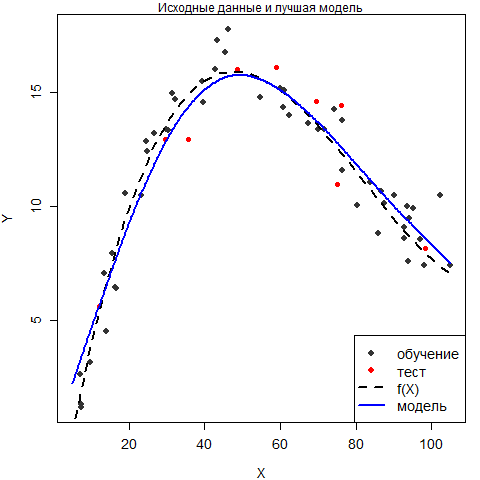 Исходные данные и лучшая модель
Y
15
10
5
20
40
60
80
100
X
обучение
тест
f(X)
модель